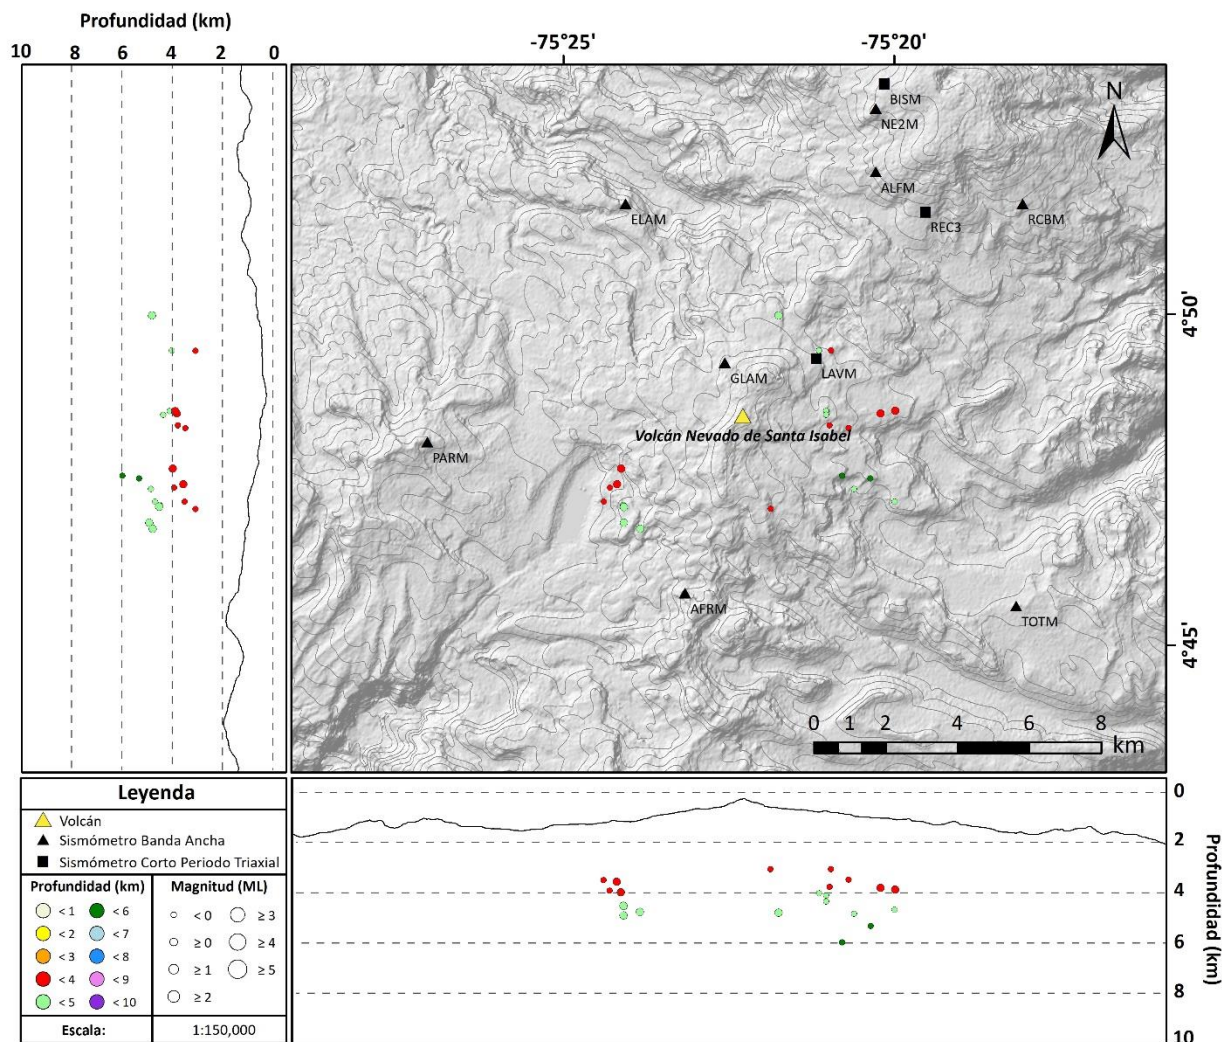 Profundidad (km)
10 8 6 4 2 0
-75°25' -75°20'
N
BISM
NE2M
ALFM
ELAM
REC3
RCBM
4°50'
GLAM
LAVM
Volcán Nevado de Santa Isabel
PARM
AFRM
TOTM
4°45'
0 1 2 4 6 8
km
Leyenda
Volcán
Sismómetro Banda Ancha
Sismómetro Corto Periodo Triaxial
Profundidad (km) Magnitud (ML)
< 1 < 6 < 0 ≥ 3
< 2 < 7 ≥ 0 ≥ 4
< 3 < 8 ≥ 1 ≥ 5
< 4 < 9 ≥ 2
< 5 < 10
Escala: 1:150,000
0
2
4
6
8
10
Profundidad (km)